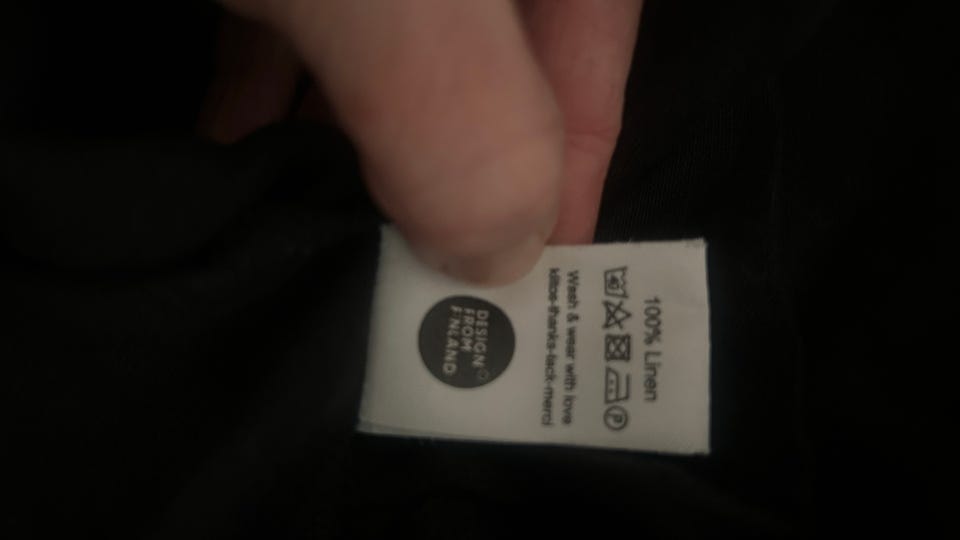 100% Linen
Wash & wear with love
kiitos-thanks-tack-merci
DESIGN
FROM
FINLAND